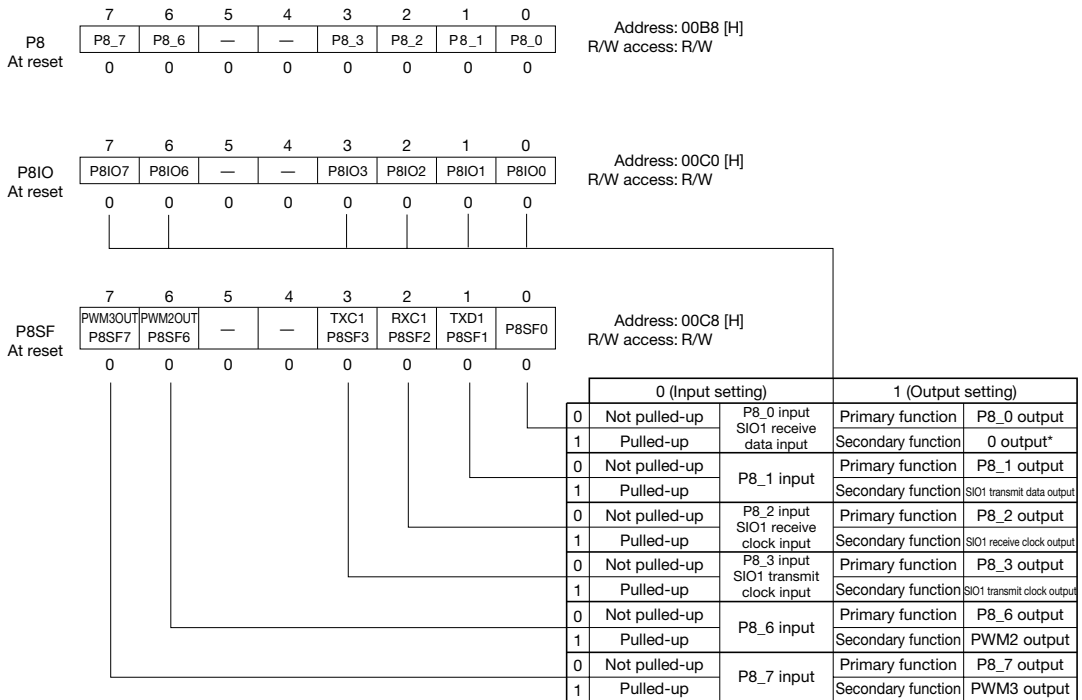 7 6 5 4 3 2 1 0
P8 P8_7 P8_6 — — P8_3 P8_2 P8_1 P8_0 Address: 00B8 [H]
At reset 0 0 0 0 0 0 0 0 R/W access: R/W
7 6 5 4 3 2 1 0
P8IO P8IO7 P8IO6 — — P8IO3 P8IO2 P8IO1 P8IO0 Address: 00C0 [H]
At reset 0 0 0 0 0 0 0 0 R/W access: R/W
7 6 5 4 3 2 1 0
PWM3OUT PWM2OUT TXC1 RXC1 TXD1
P8SF P8SF7 P8SF6 — — P8SF3 P8SF2 P8SF1 P8SF0 Address: 00C8 [H]
At reset 0 0 0 0 0 0 0 0 R/W access: R/W
0 (Input setting) 1 (Output setting)
0 Not pulled-up P8_0 input Primary function P8_0 output
SIO1 receive
1 Pulled-up data input Secondary function 0 output*
0 Not pulled-up Primary function P8_1 output
P8_1 input
1 Pulled-up Secondary function SIO1 transmit data output
0 Not pulled-up P8_2 input Primary function P8_2 output
SIO1 receive
1 Pulled-up clock input Secondary function SIO1 receive clock output
0 Not pulled-up P8_3 input Primary function P8_3 output
SIO1 transmit
1 Pulled-up clock input Secondary function SIO1 transmit clock output
0 Not pulled-up Primary function P8_6 output
P8_6 input
1 Pulled-up Secondary function PWM2 output
0 Not pulled-up Primary function P8_7 output
P8_7 input
1 Pulled-up Secondary function PWM3 output